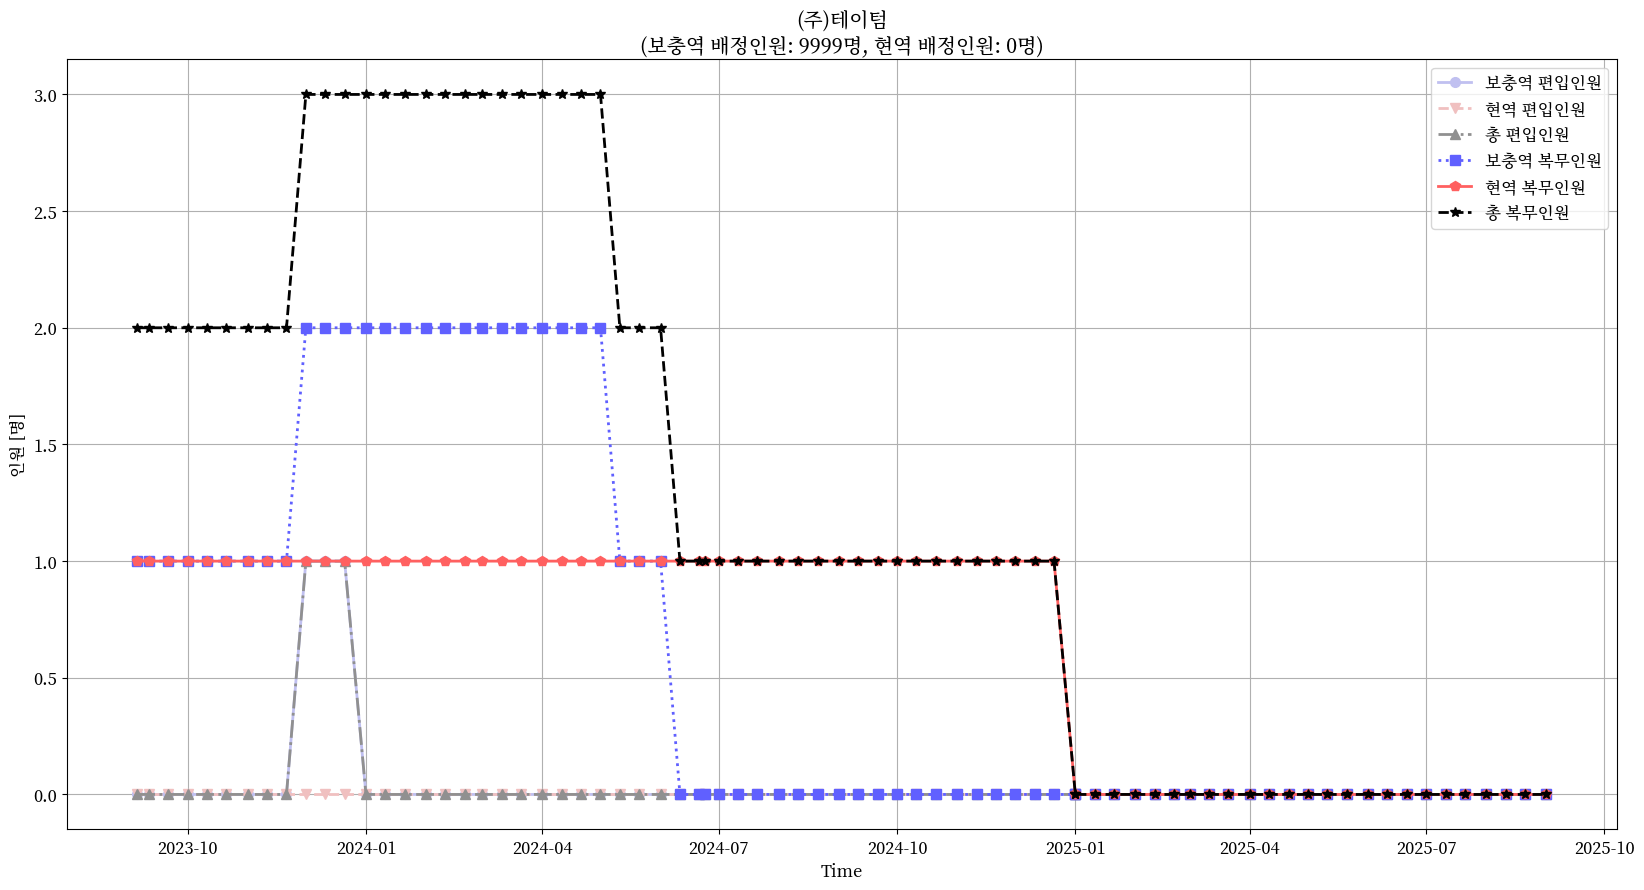 (주)테이텀
(보충역 배정인원: 9999명, 현역 배정인원: 0명)
보충역 편입인원
현역 편입인원
총 편입인원
보충역 복무인원
현역 복무인원
총 복무인원
인원 [명]
3.0
2.5
2.0
1.5
1.0
0.5
0.0
2023-10 2024-01 2024-04 2024-07 2024-10 2025-01 2025-04 2025-07 2025-10
Time